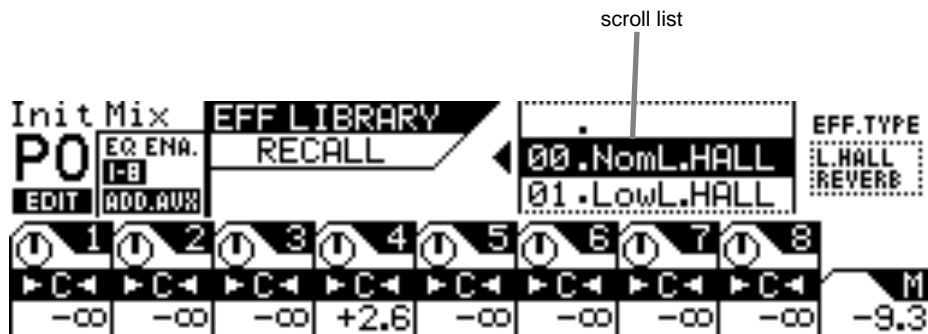 scroll list
Init Mix
P0
EDIT
EQ ENA.
1-8
ADD.AUX
EFF LIBRARY
RECALL
.
00.NomL.HALL
01.LowL.HALL
EFF.TYPE
L.HALL
REVERB
1 2 3 4 5 6 7 8
C C C C C C C C M
-∞ -∞ -∞ +2.6 -∞ -∞ -∞ -∞ -9.3